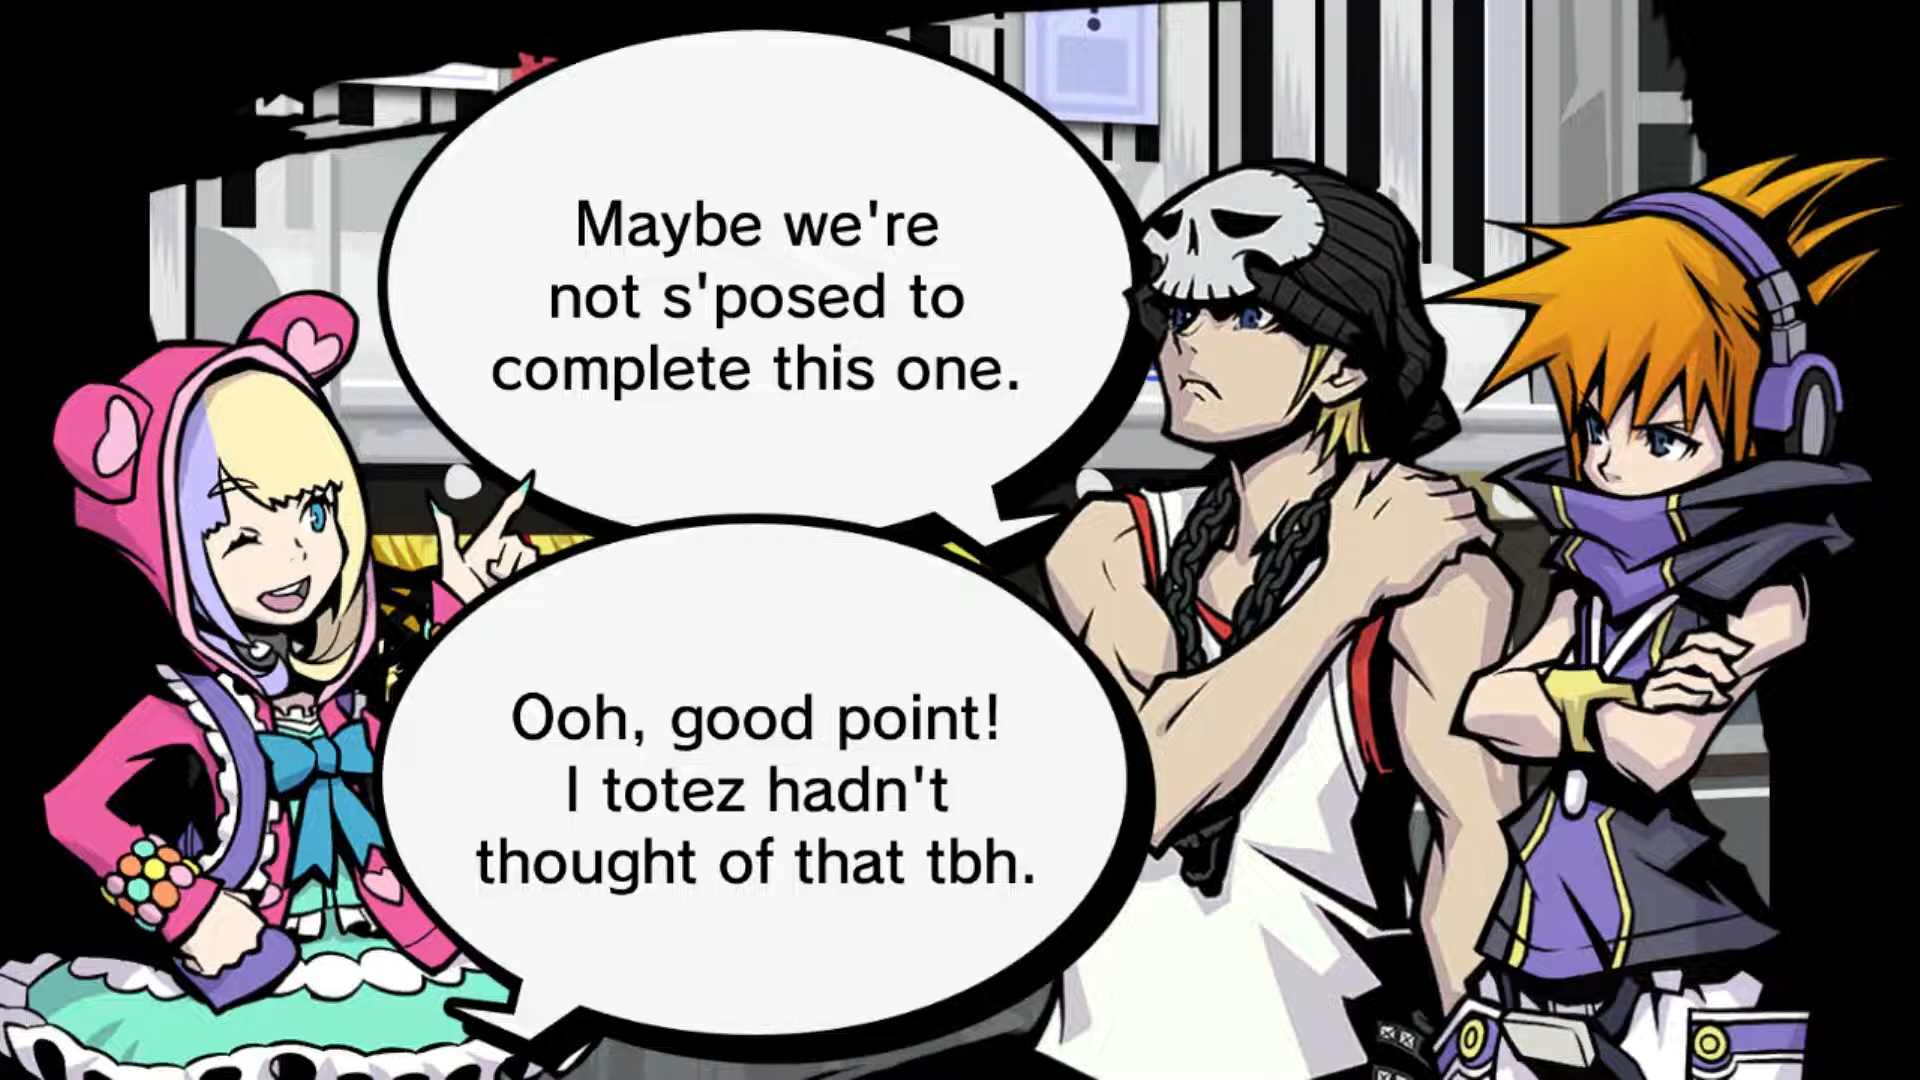 Maybe we're
not s'posed to
complete this one.
Ooh, good point!
I totez hadn't
thought of that tbh.